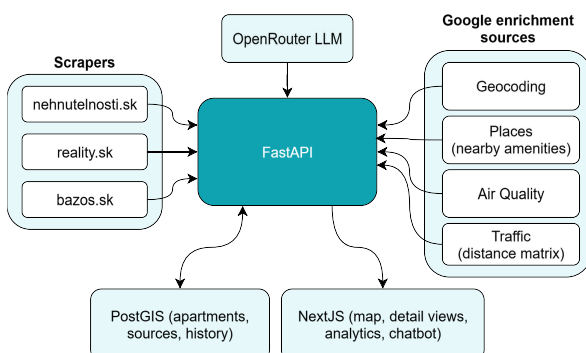 OpenRouter LLM
Google enrichment
sources
Scrapers
nehnutelnosti.sk
reality.sk
bazos.sk
FastAPI
Geocoding
Places
(nearby amenities)
Air Quality
Traffic
(distance matrix)
PostGIS (apartments,
sources, history)
NextJS (map, detail views,
analytics, chatbot)